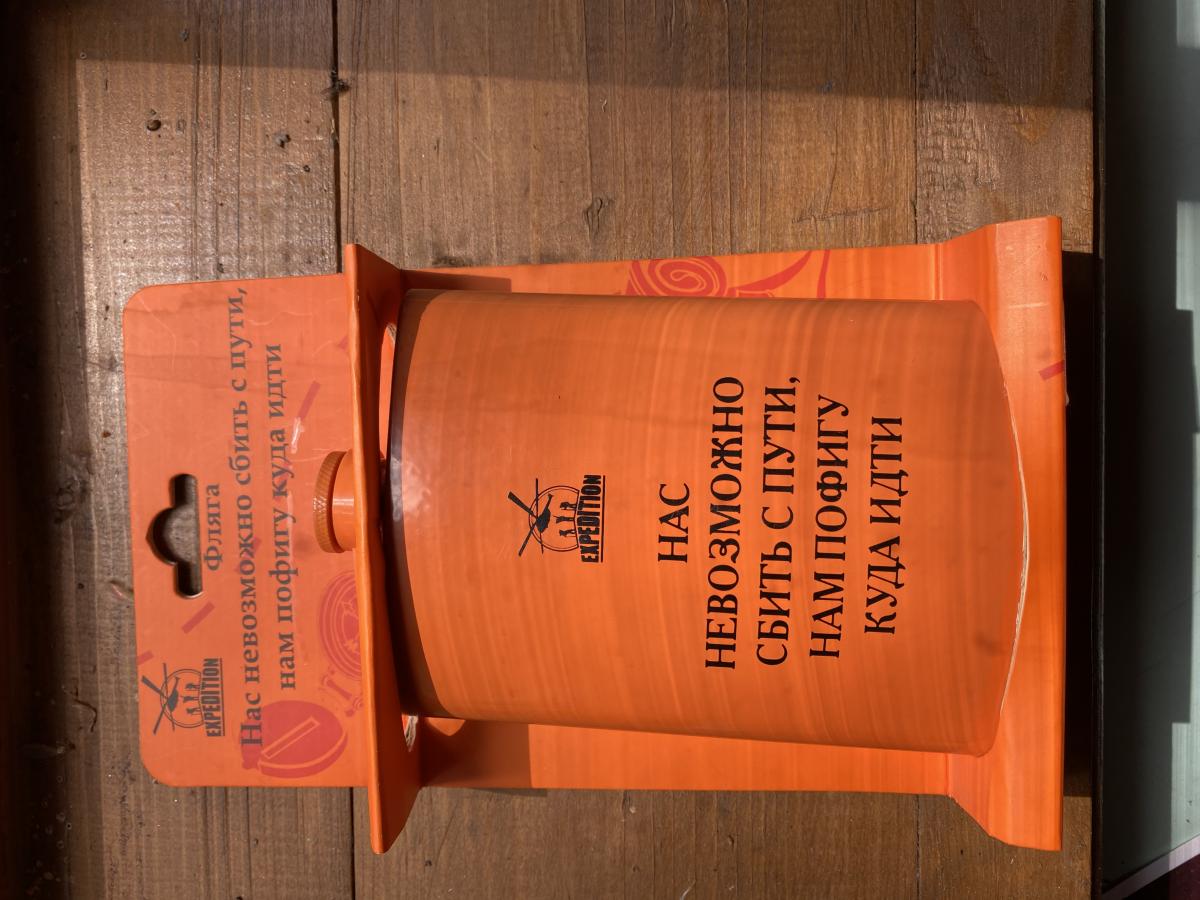 EXPEDITION
Фляга
Нас невозможно сбить с пути,
нам пофигу куда идти
EXPEDITION
НАС
НЕВОЗМОЖНО
СБИТЬ С ПУТИ,
НАМ ПОФИГУ
КУДА ИДТИ